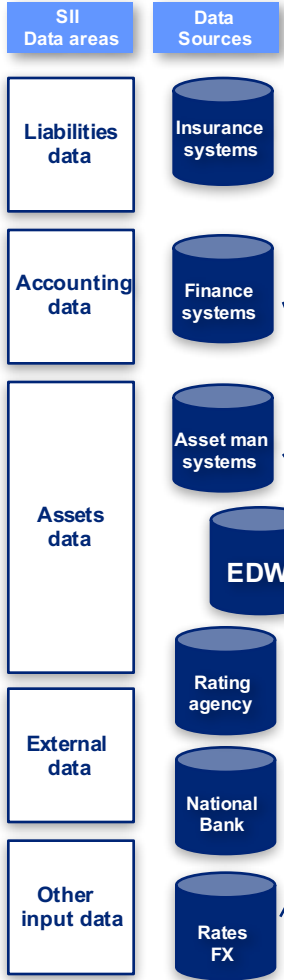 SII
Data areas
Data
Sources
Liabilities
data
Insurance
systems
Accounting
data
Finance
systems
Assets
data
Asset man
systems
EDW
Rating
agency
External
data
National
Bank
Other
input data
Rates
FX